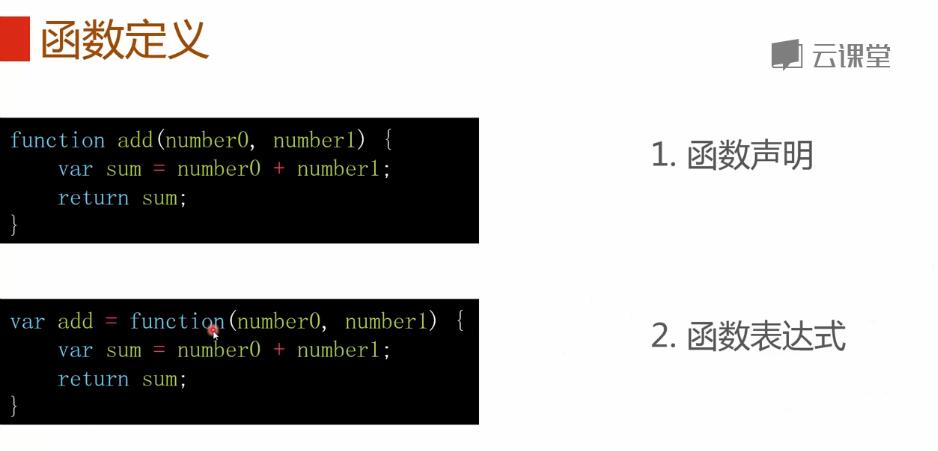 函数定义
云课堂
function add(number0, number1) {
    var sum = number0 + number1;
    return sum;
}
1. 函数声明
var add = function(number0, number1) {
    var sum = number0 + number1;
    return sum;
}
2. 函数表达式